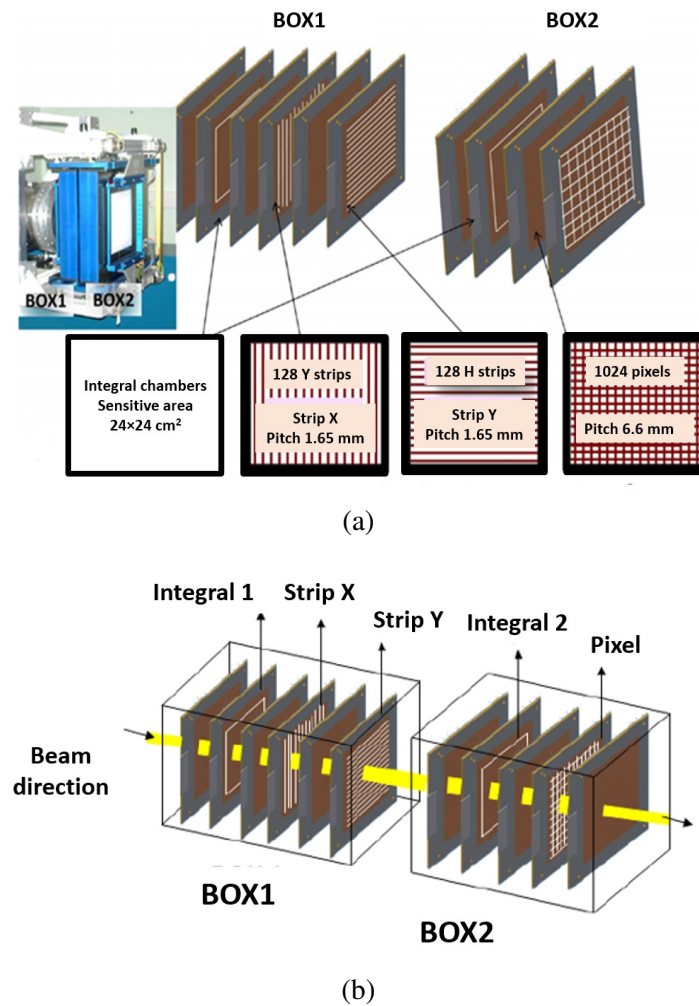 BOX1
BOX2
BOX1
BOX2
Integral chambers
Sensitive area
24×24 cm²
128 Y strips
Strip X
Pitch 1.65 mm
128 H strips
Strip Y
Pitch 1.65 mm
1024 pixels
Pitch 6.6 mm
(a)
Integral 1
Strip X
Strip Y
Integral 2
Pixel
Beam
direction
BOX1
BOX2
(b)